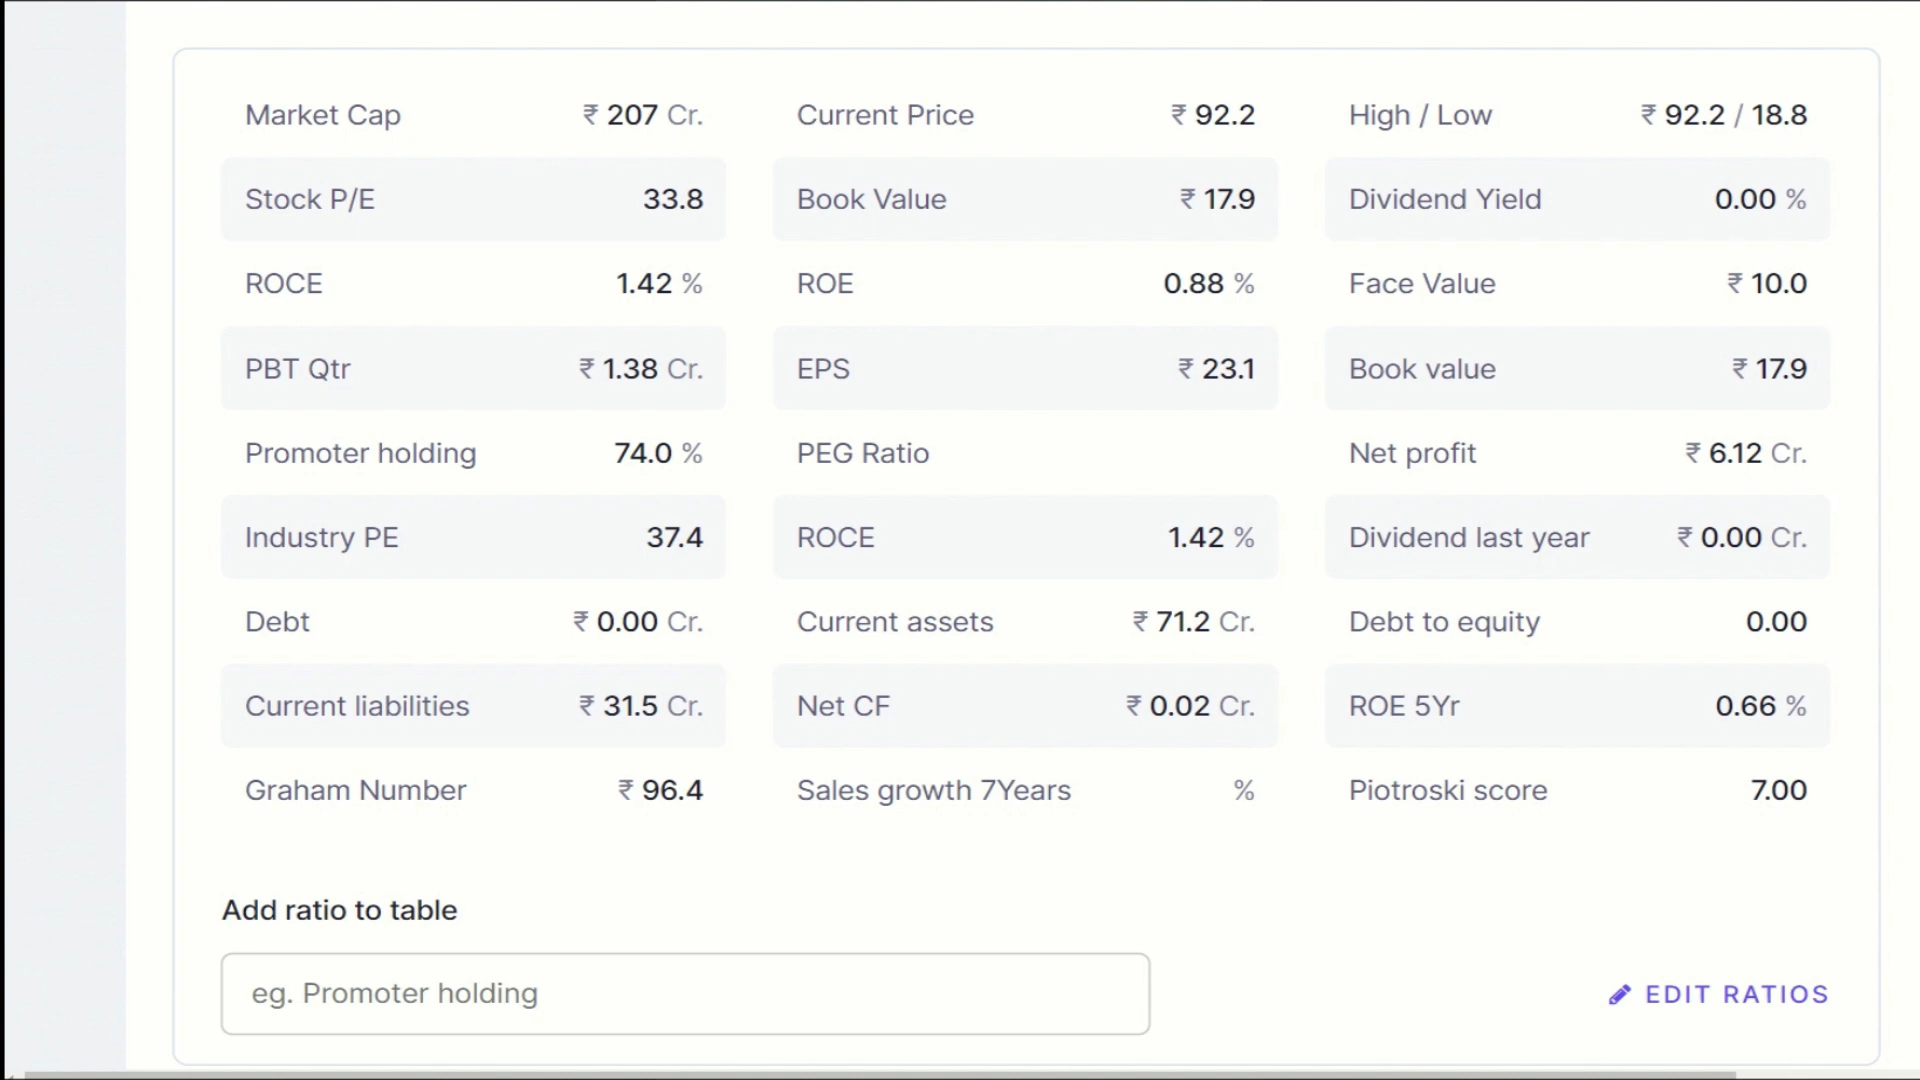 Market Cap ₹ 207 Cr. Current Price ₹ 92.2 High / Low ₹ 92.2 / 18.8
Stock P/E 33.8 Book Value ₹ 17.9 Dividend Yield 0.00 %
ROCE 1.42 % ROE 0.88 % Face Value ₹ 10.0
PBT Qtr ₹ 1.38 Cr. EPS ₹ 23.1 Book value ₹ 17.9
Promoter holding 74.0 % PEG Ratio Net profit ₹ 6.12 Cr.
Industry PE 37.4 ROCE 1.42 % Dividend last year ₹ 0.00 Cr.
Debt ₹ 0.00 Cr. Current assets ₹ 71.2 Cr. Debt to equity 0.00
Current liabilities ₹ 31.5 Cr. Net CF ₹ 0.02 Cr. ROE 5Yr 0.66 %
Graham Number ₹ 96.4 Sales growth 7Years % Piotroski score 7.00
Add ratio to table
eg. Promoter holding
EDIT RATIOS